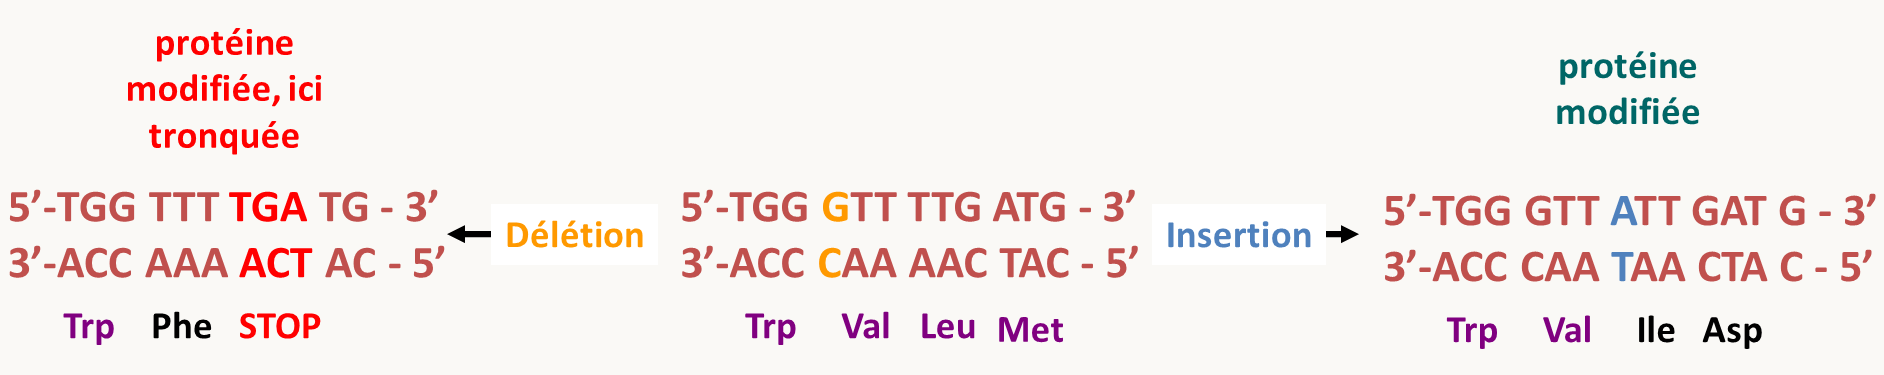 protéine
modifiée, ici
tronquée
5’-TGG TTT TGA TG - 3’
3’-ACC AAA ACT AC - 5’
Trp Phe STOP
Délétion
5’-TGG GTT TTG ATG - 3’
3’-ACC CAA AAC TAC - 5’
Trp Val Leu Met
Insertion
protéine
modifiée
5’-TGG GTT ATT GAT G - 3’
3’-ACC CAA TAA CTA C - 5’
Trp Val Ile Asp